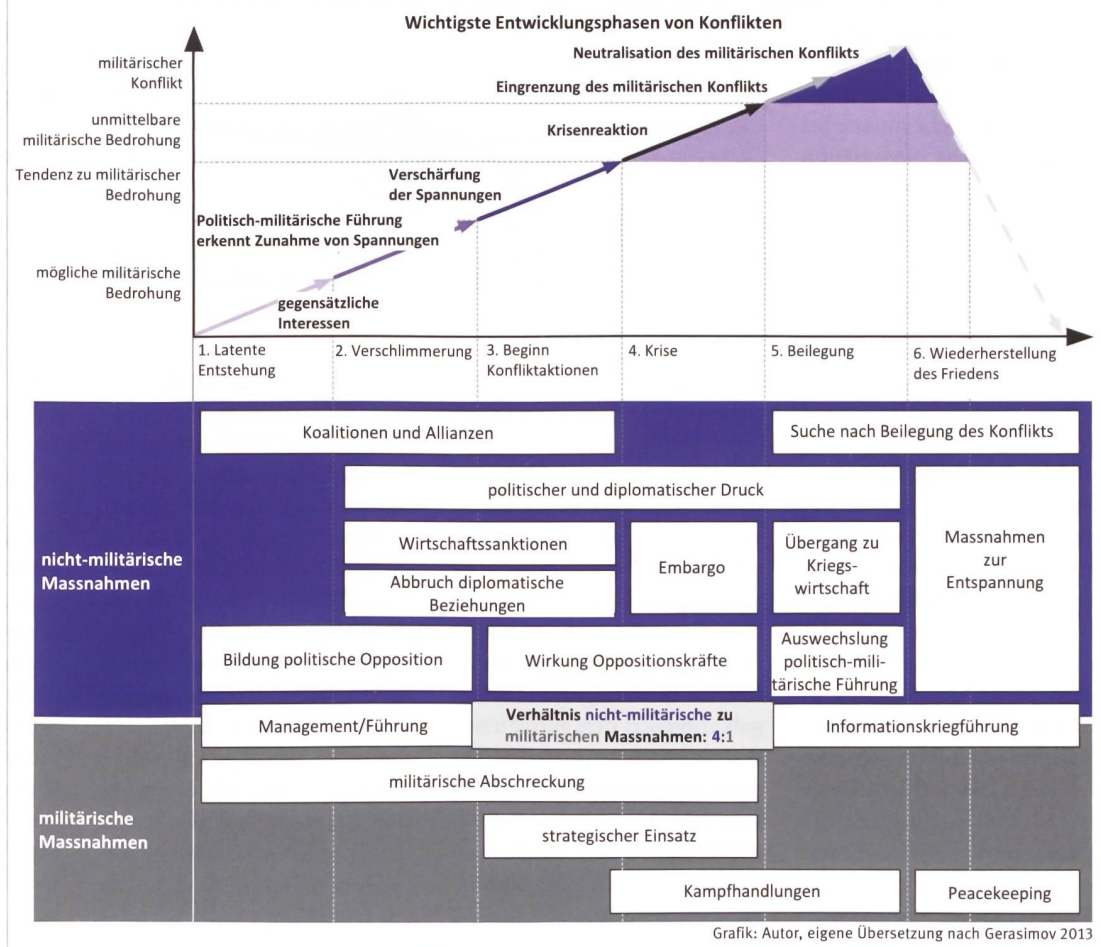 Wichtigste Entwicklungsphasen von Konflikten
militärischer
Konflikt
unmittelbare
militärische Bedrohung
Tendenz zu militärischer
Bedrohung
mögliche militärische
Bedrohung
Neutralisation des militärischen Konflikts
Eingrenzung des militärischen Konflikts
Krisenreaktion
Verschärfung
der Spannungen
Politisch-militärische Führung
erkennt Zunahme von Spannungen
gegensätzliche
Interessen
1. Latente
Entstehung
2. Verschlimmerung
3. Beginn
Konfliktaktionen
4. Krise
5. Beilegung
6. Wiederherstellung
des Friedens
nicht-militärische
Massnahmen
Koalitionen und Allianzen
Suche nach Beilegung des Konflikts
politischer und diplomatischer Druck
Wirtschaftssanktionen
Abbruch diplomatische
Beziehungen
Embargo
Übergang zu
Kriegs-
wirtschaft
Massnahmen
zur
Entspannung
Bildung politische Opposition
Wirkung Oppositionskräfte
Auswechslung
politisch-mili-
tärische Führung
Management/Führung
Verhältnis nicht-militärische zu
militärischen Massnahmen: 4:1
Informationskriegführung
militärische
Massnahmen
militärische Abschreckung
strategischer Einsatz
Kampfhandlungen
Peacekeeping
Grafik: Autor, eigene Übersetzung nach Gerasimov 2013